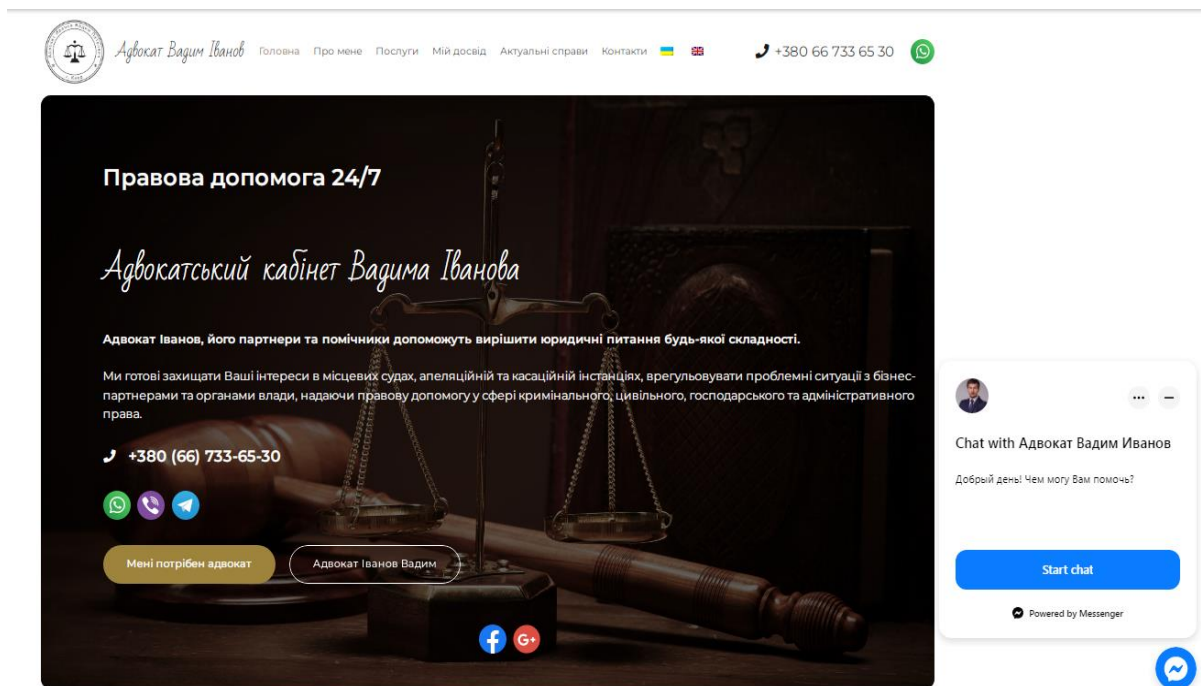 Адвокат Вадим Іванов
Головна Про мене Послуги Мій досвід Актуальні справи Контакти
+380 66 733 65 30
Правова допомога 24/7
Адвокатський кабінет Вадима Іванова
Адвокат Іванов, його партнери та помічники допоможуть вирішити юридичні питання будь-якої складності.
Ми готові захищати Ваші інтереси в місцевих судах, апеляційній та касаційній інстанціях, врегульовувати проблемні ситуації з бізнес-
партнерами та органами влади, надаючи правову допомогу у сфері кримінального, цивільного, господарського та адміністративного
права.
+380 (66) 733-65-30
Мені потрібен адвокат
Адвокат Іванов Вадим
G+
Chat with Адвокат Вадим Иванов
Добрый день! Чем могу Вам помочь?
Start chat
Powered by Messenger